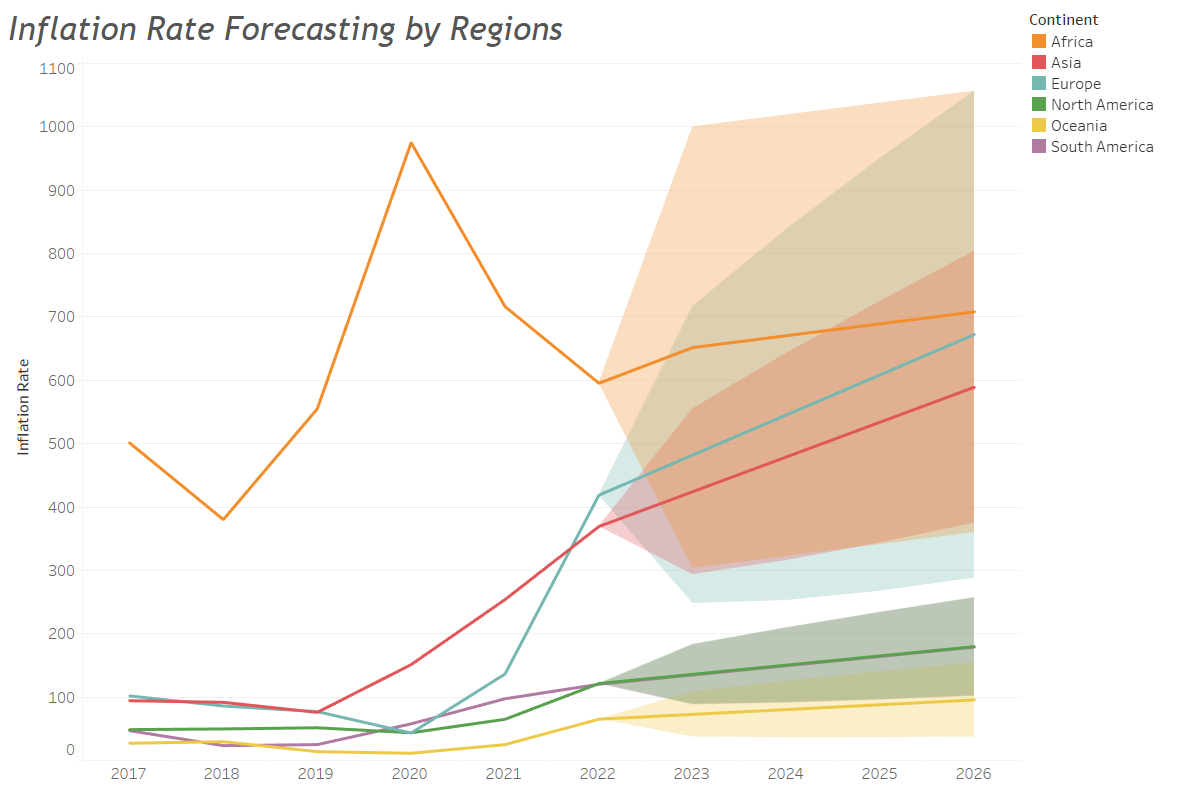 Inflation Rate Forecasting by Regions
Continent
Africa
Asia
Europe
North America
Oceania
South America
1100
1000
900
800
700
600
500
400
300
200
100
0
Inflation Rate
2017 2018 2019 2020 2021 2022 2023 2024 2025 2026